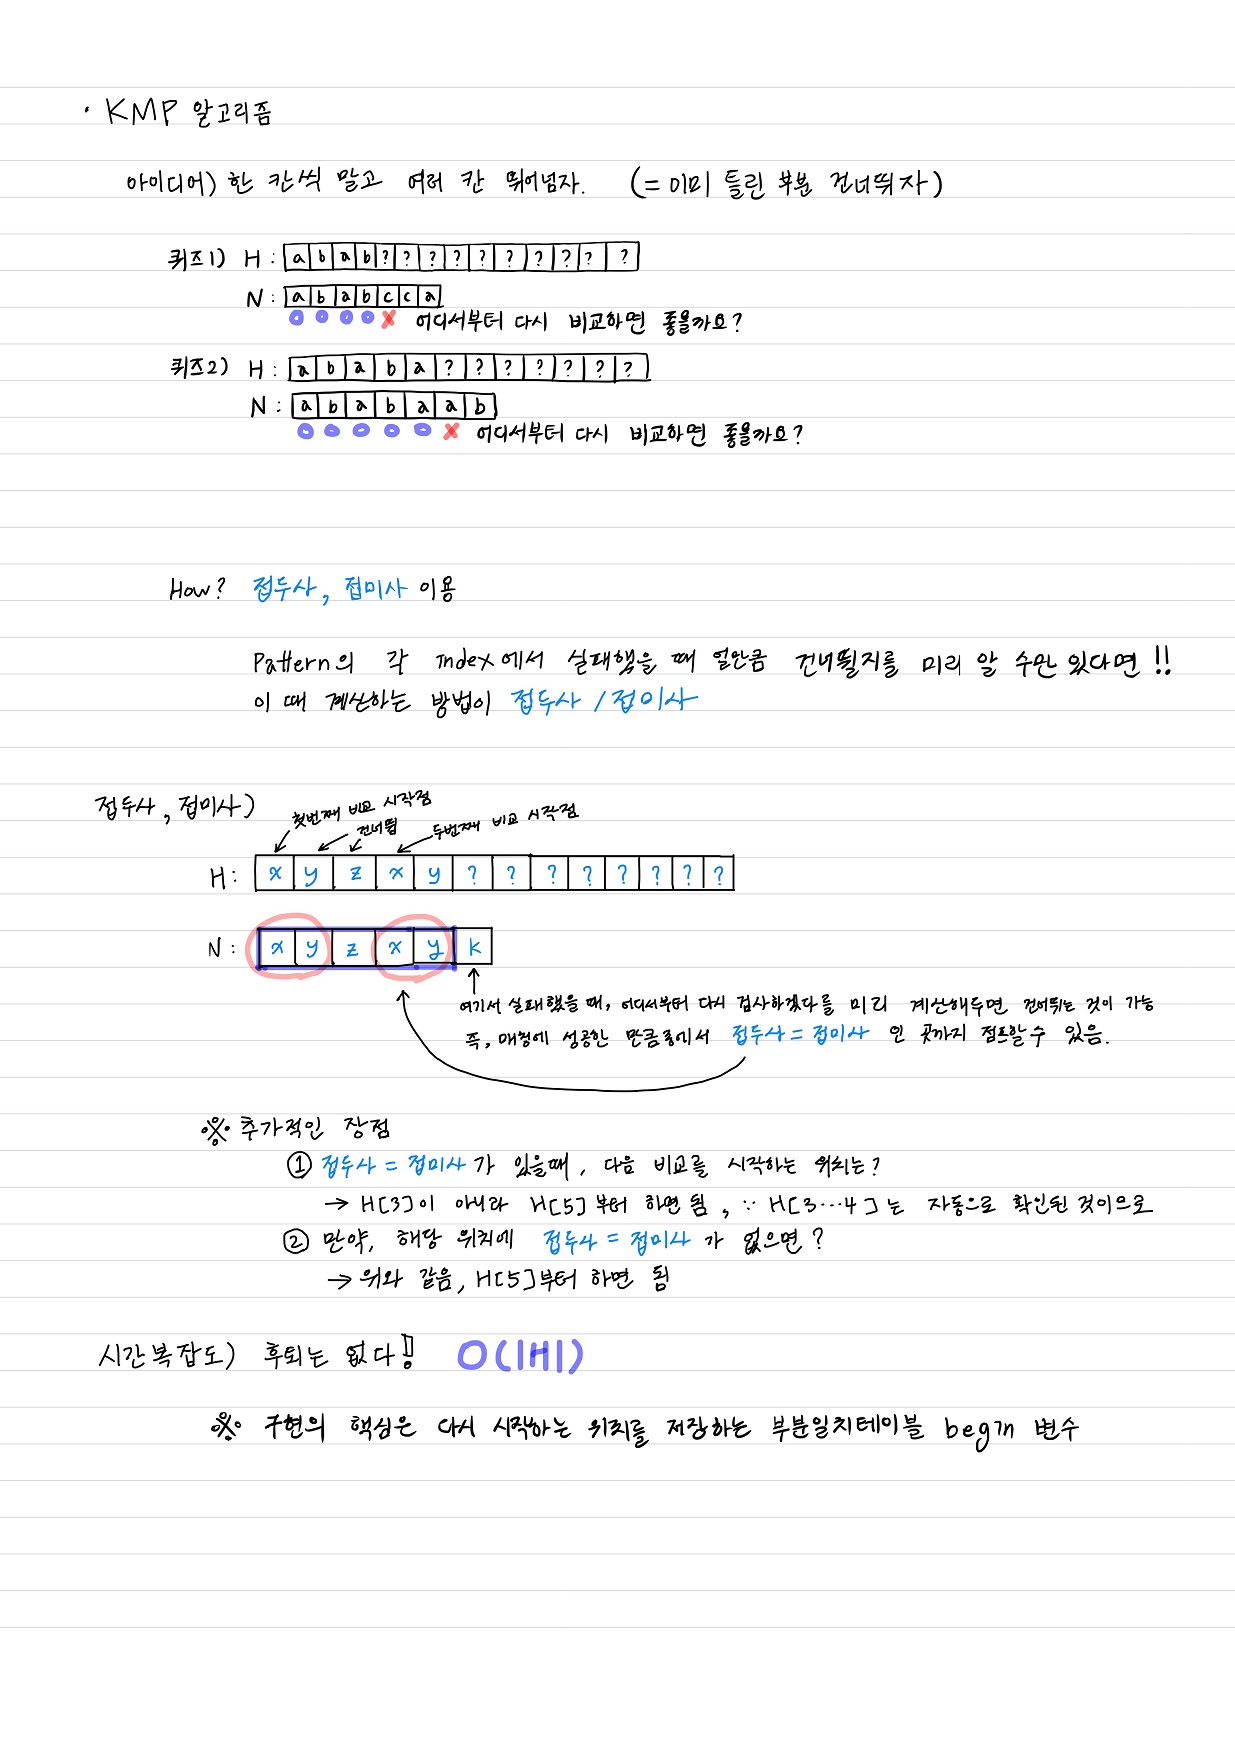 · KMP 알고리즘
아이디어) 한 칸씩 말고 여러 칸 뛰어넘자. (= 이미 틀린 부분 건너뛰자)
퀴즈1) H : a b a b ? ? ? ? ? ? ? ? ? ?
N : a b a b c c a
어디서부터 다시 비교하면 좋을까요?
퀴즈2) H : a b a b a ? ? ? ? ? ? ?
N : a b a b a a b
어디서부터 다시 비교하면 좋을까요?
How? 접두사, 접미사 이용
Pattern의 각 Index에서 실패했을 때 얼만큼 건너뛸지를 미리 알 수만 있다면 !!
이 때 계산하는 방법이 접두사 / 접미사
접두사, 접미사)
첫번째 비교 시작점
건너뜀
두번째 비교 시작점
H : x y z x y ? ? ? ? ? ? ? ?
N : x y z x y k
여기서 실패했을 때, 어디서부터 다시 검사하겠다를 미리 계산해두면 건너뛰는 것이 가능
즉, 매칭에 성공한 만큼중에서 접두사 = 접미사 인 곳까지 점프할 수 있음.
※ 추가적인 장점
① 접두사 = 접미사가 있을때, 다음 비교를 시작하는 위치는?
→ H[3]이 아니라 H[5]부터 하면 됨, ∵ H[3...4]는 자동으로 확인된 것이므로
② 만약, 해당 위치에 접두사 = 접미사 가 없으면?
→ 위와 같음, H[5]부터 하면 됨
시간복잡도) 후퇴는 없다!! O(|H|)
※ 구현의 핵심은 다시 시작하는 위치를 저장하는 부분일치테이블 begin 변수